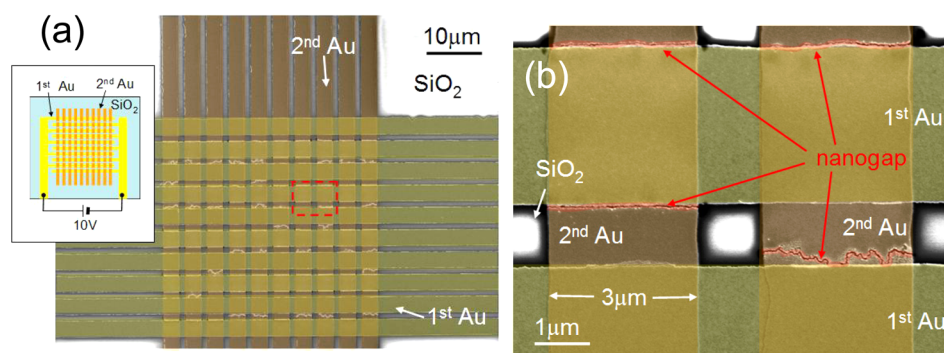 (a)
2nd Au
10μm
SiO2
1st Au
2nd Au
SiO2
10V
1st Au
(b)
1st Au
nanogap
SiO2
2nd Au
2nd Au
3μm
1μm
1st Au